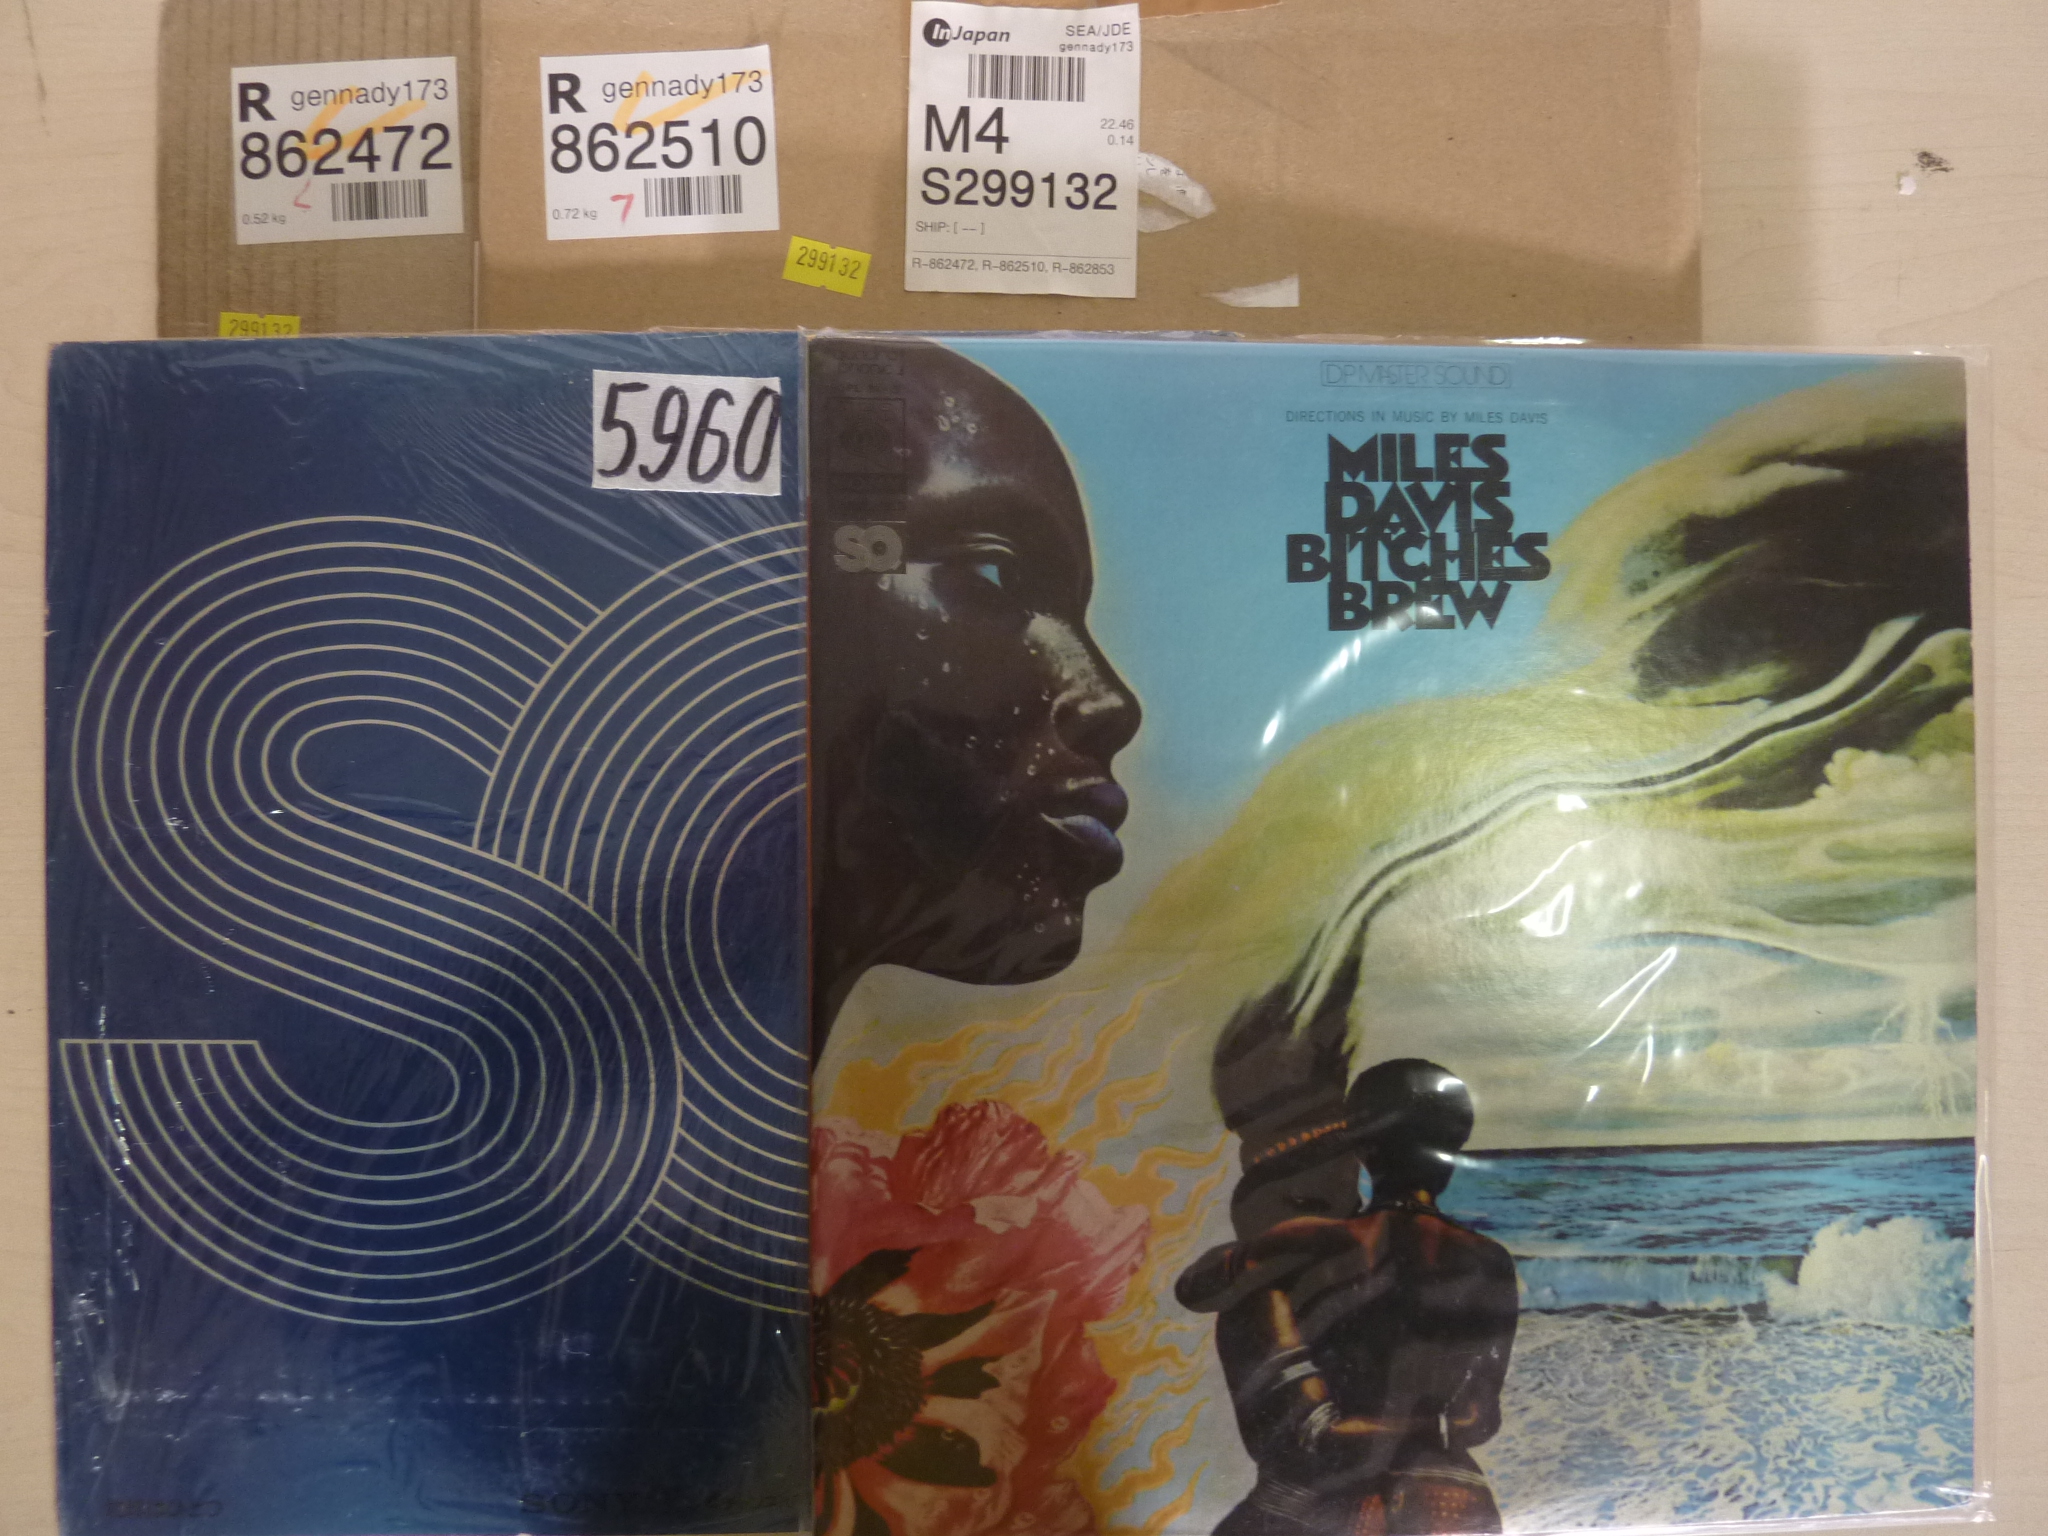 R gennady173
862472
0.52 kg
R gennady173
862510
0.72 kg 7
InJapan
SEA/JDE
gennady173
M4
22.46
0.14
S299132
SHIP: [ -- ]
R-862472, R-862510, R-862853
299132
299132
5960
SQ
SONY
DP MASTER SOUND
DIRECTIONS IN MUSIC BY MILES DAVIS
MILES
DAVIS
BITCHES
BREW
SQ